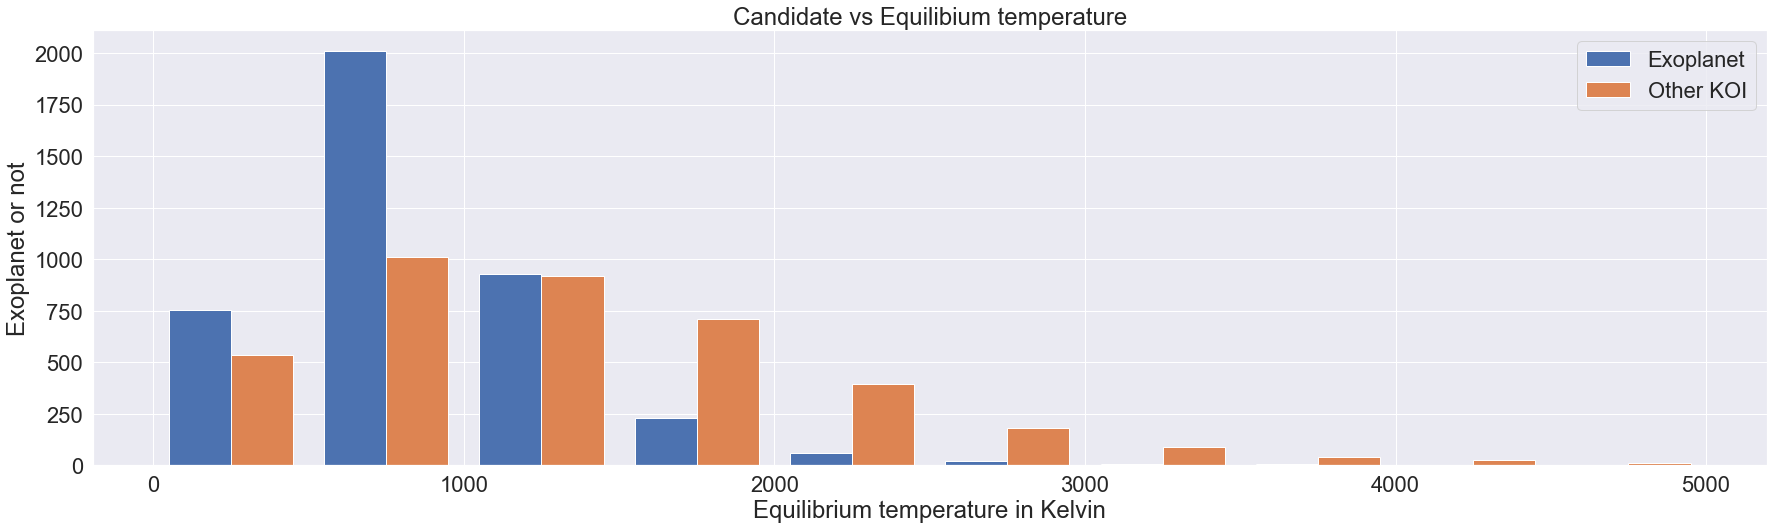 Candidate vs Equilibium temperature
Exoplanet
Other KOI
Exoplanet or not
2000
1750
1500
1250
1000
750
500
250
0
0 1000 2000 3000 4000 5000
Equilibrium temperature in Kelvin